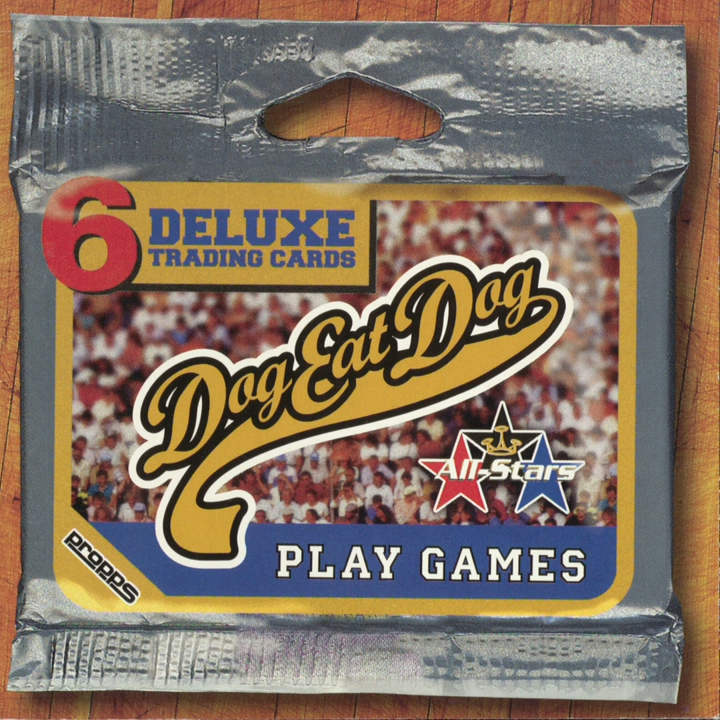 6 DELUXE
TRADING CARDS
Dog Eat Dog
All-Stars
PLAY GAMES
propps